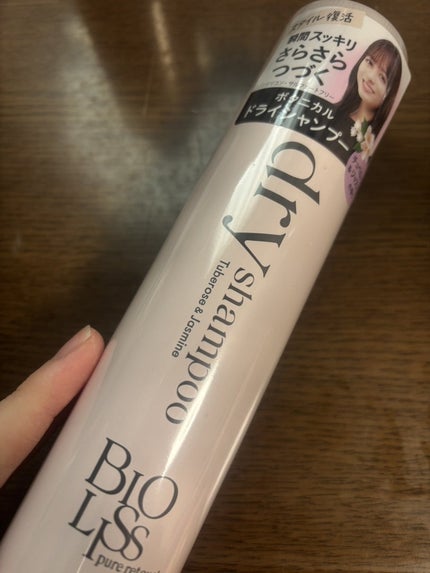 スタイル復活
瞬間スッキリ
さらさら
つづく
ボタニカル
ドライシャンプー
dry
shampoo
Tuberose & Jasmine
BIO
LISS
pure